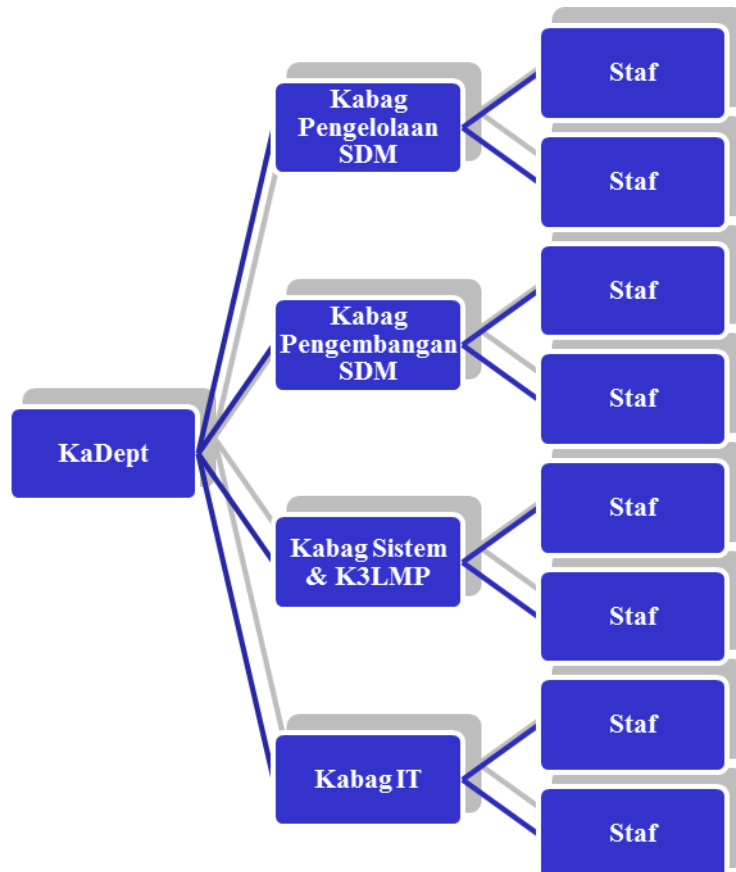 Staf
Kabag
Pengelolaan
SDM
Staf
Staf
Kabag
Pengembangan
SDM
Staf
KaDept
Staf
Kabag Sistem
& K3LMP
Staf
Staf
Kabag IT
Staf